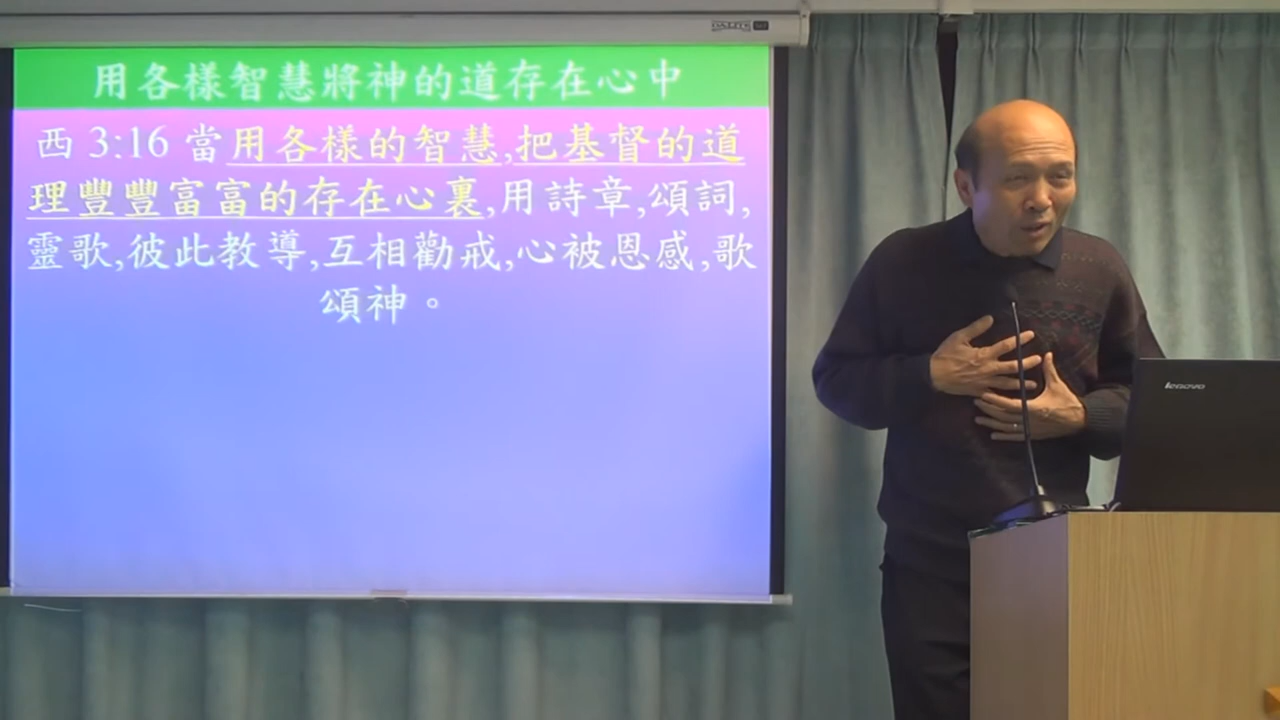 DA-LITE
用各樣智慧將神的道存在心中
西 3:16 當用各樣的智慧,把基督的道
理豐豐富富的存在心裏,用詩章,頌詞,
靈歌,彼此教導,互相勸戒,心被恩感,歌
頌神。
lenovo